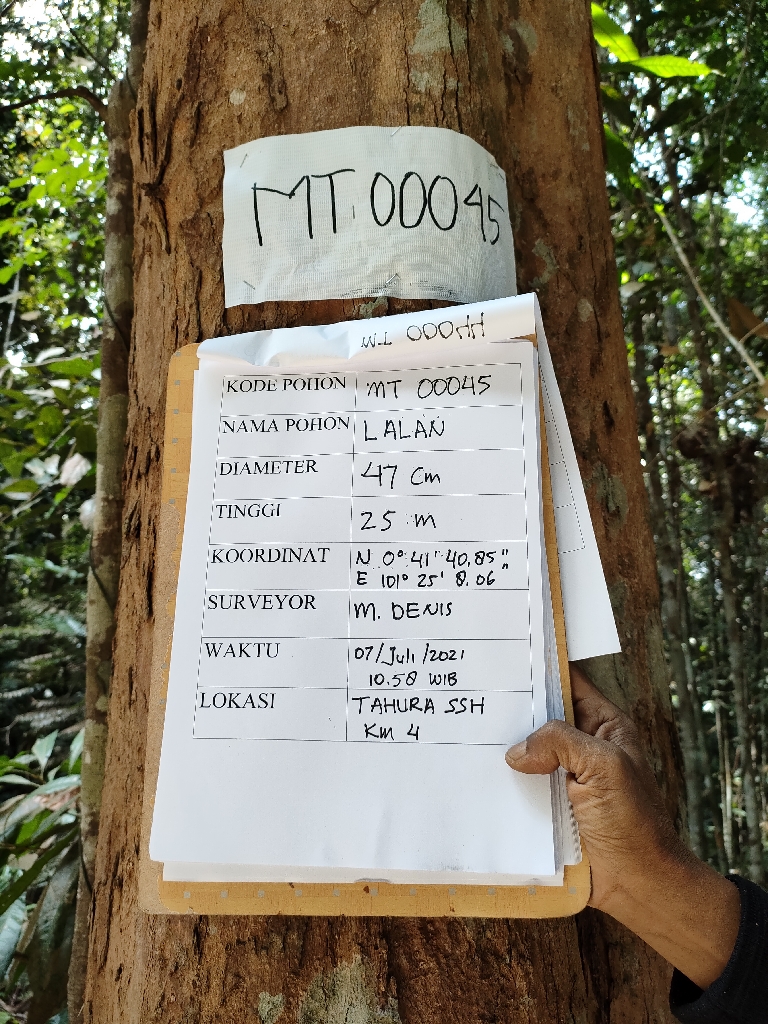 MT 00045
MT 00044
KODE POHON MT 00045
NAMA POHON LALAN
DIAMETER 47 Cm
TINGGI 25 m
KOORDINAT N 0° 41" 40,85"
E 101° 25' 8.06"
SURVEYOR M. DENIS
WAKTU 07/Juli/2021
10.58 WIB
LOKASI TAHURA SSH
KM 4